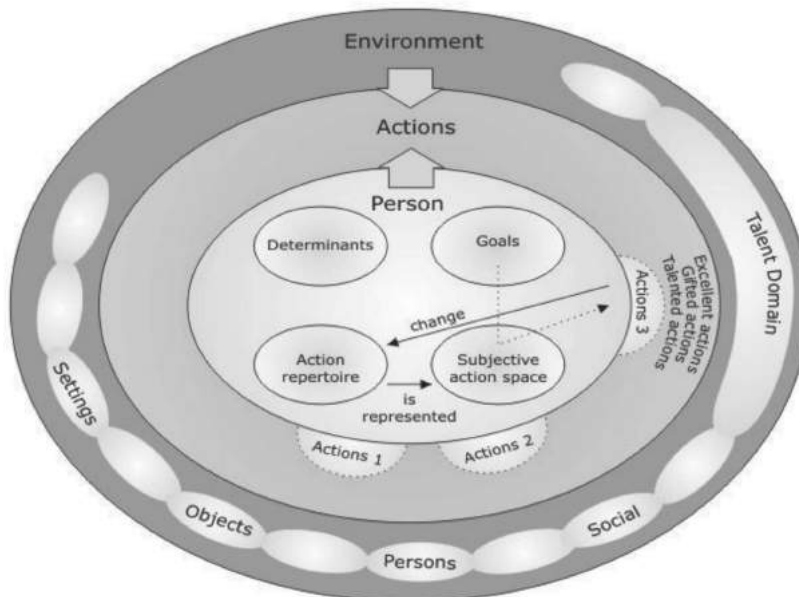 Environment
Actions
Person
Determinants
Goals
change
Action
repertoire
is
represented
Subjective
action space
Actions 1
Actions 2
Actions 3
Excellent actions
Gifted actions
Talented actions
Talent Domain
Settings
Objects
Persons
Social